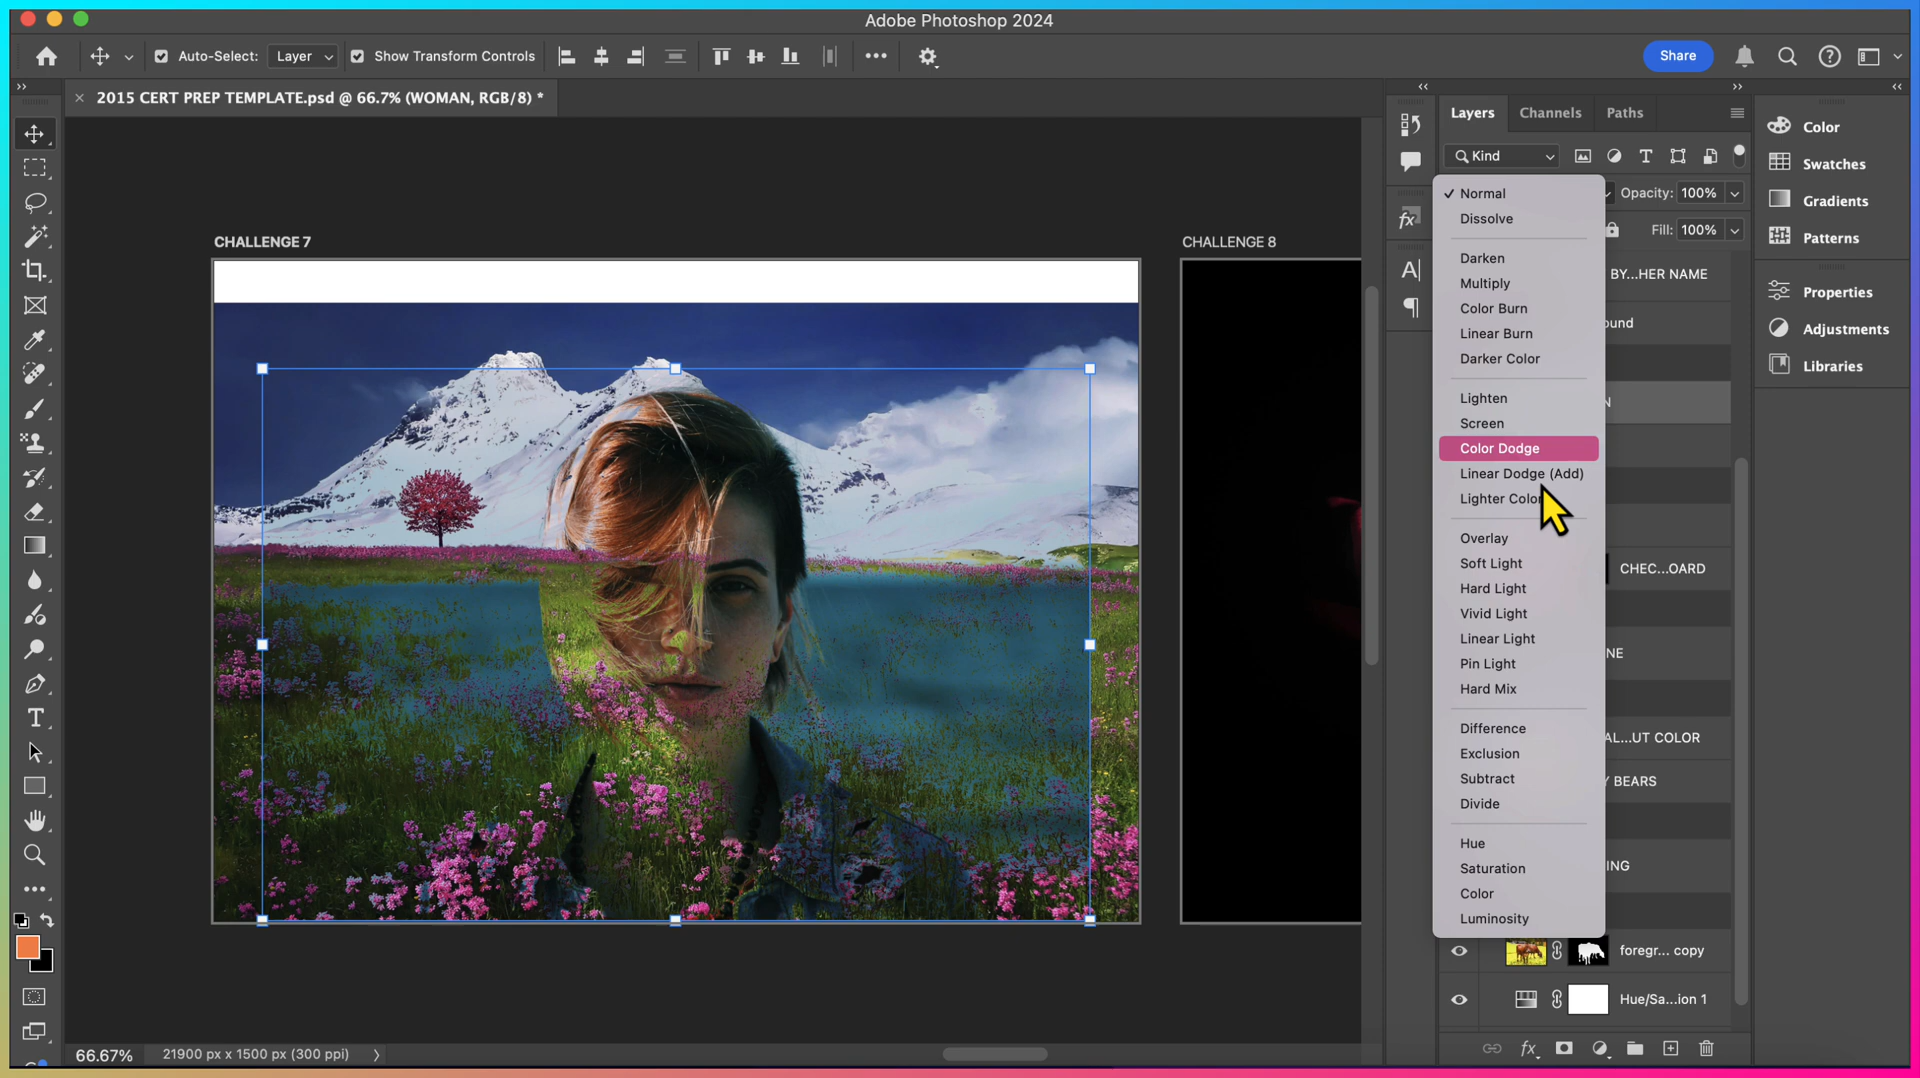 Adobe Photoshop 2024
Auto-Select: Layer Show Transform Controls
Share
2015 CERT PREP TEMPLATE.psd @ 66.7% (WOMAN, RGB/8) *
Layers Channels Paths
Kind
Normal
Opacity: 100%
Dissolve
Fill: 100%
Darken
Multiply
Color Burn
Linear Burn
Darker Color
Lighten
Screen
Color Dodge
Linear Dodge (Add)
Lighter Color
Overlay
Soft Light
Hard Light
Vivid Light
Linear Light
Pin Light
Hard Mix
Difference
Exclusion
Subtract
Divide
Hue
Saturation
Color
Luminosity
BY...HER NAME
ound
N
CHEC...OARD
NE
AL...UT COLOR
Y BEARS
ING
foregr... copy
Hue/Sa...ion 1
Color
Swatches
Gradients
Patterns
Properties
Adjustments
Libraries
CHALLENGE 7
CHALLENGE 8
66.67% 21900 px x 1500 px (300 ppi)